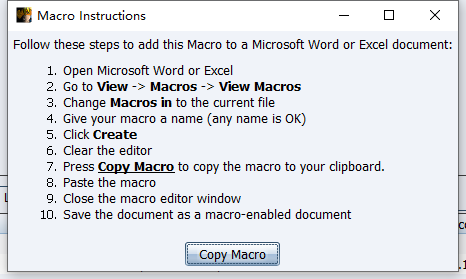 Macro Instructions
Follow these steps to add this Macro to a Microsoft Word or Excel document:
1. Open Microsoft Word or Excel
2. Go to View -> Macros -> View Macros
3. Change Macros in to the current file
4. Give your macro a name (any name is OK)
5. Click Create
6. Clear the editor
7. Press Copy Macro to copy the macro to your clipboard.
8. Paste the macro
9. Close the macro editor window
10. Save the document as a macro-enabled document
Copy Macro